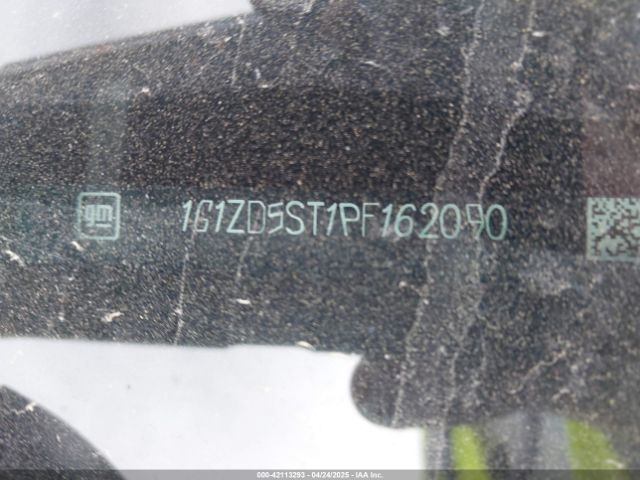 gm 1G1ZD5ST1PF162090
000-42113293 - 04/24/2025 - IAA Inc.